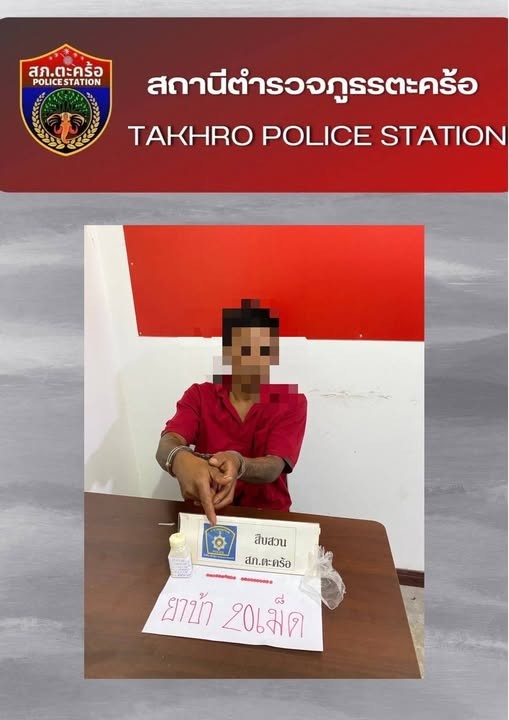 สภ.ตะคร้อ
POLICE STATION
สถานีตำรวจภูธรตะคร้อ
TAKHRO POLICE STATION
สืบสวน
สภ.ตะคร้อ
ยาบ้า 20เม็ด